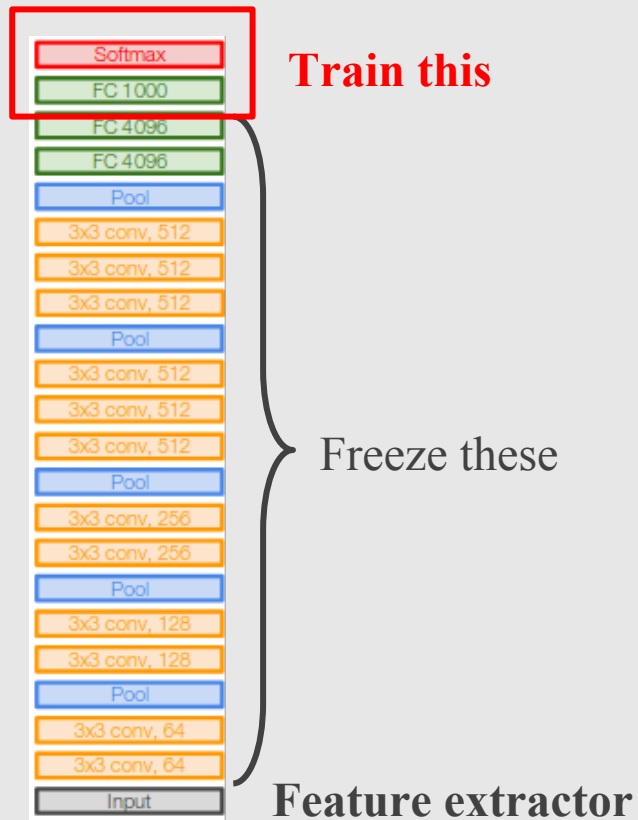 Softmax
FC 1000
FC 4096
FC 4096
Pool
3x3 conv, 512
3x3 conv, 512
3x3 conv, 512
Pool
3x3 conv, 512
3x3 conv, 512
3x3 conv, 512
Pool
3x3 conv, 256
3x3 conv, 256
Pool
3x3 conv, 128
3x3 conv, 128
Pool
3x3 conv, 64
3x3 conv, 64
Input
Train this
Freeze these
Feature extractor